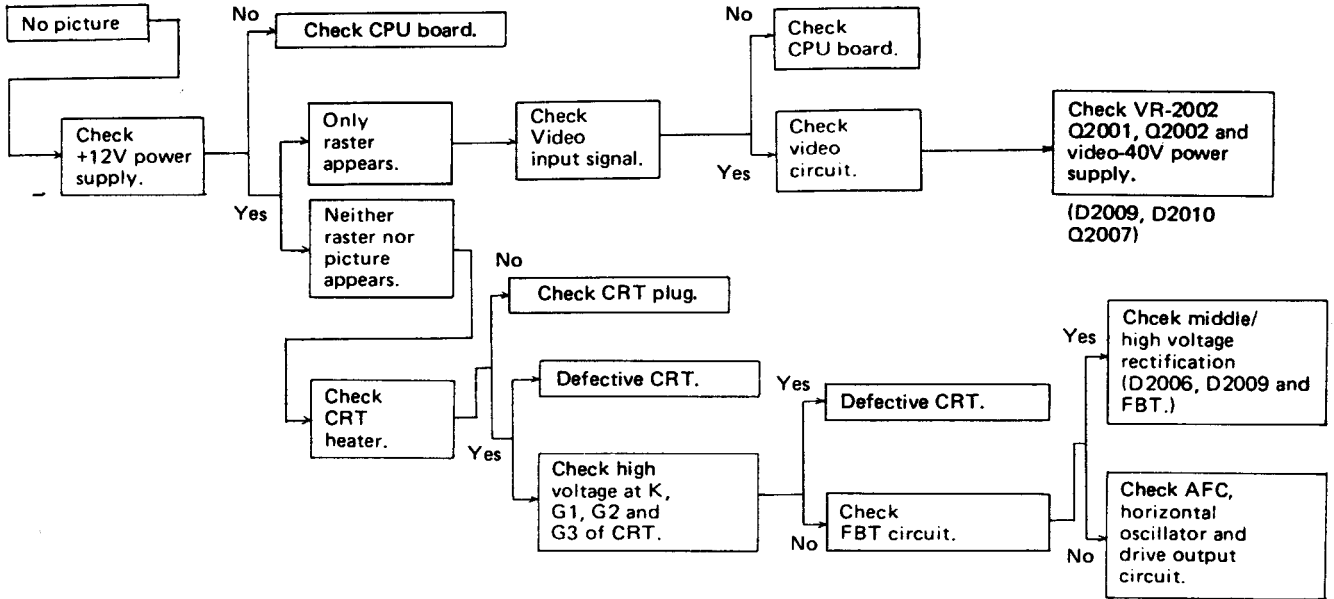 No picture
No
Check CPU board.
Check
+12V power
supply.
Yes
Only
raster
appears.
Check
Video
input signal.
No
Check
CPU board.
Yes
Check
video
circuit.
Check VR-2002
Q2001, Q2002 and
video-40V power
supply.
(D2009, D2010
Q2007)
Neither
raster nor
picture
appears.
Check
CRT
heater.
No
Check CRT plug.
Yes
Defective CRT.
Check high
voltage at K,
G1, G2 and
G3 of CRT.
Yes
Defective CRT.
No
Check
FBT circuit.
Yes
Chcek middle/
high voltage
rectification
(D2006, D2009 and
FBT.)
No
Check AFC,
horizontal
oscillator and
drive output
circuit.